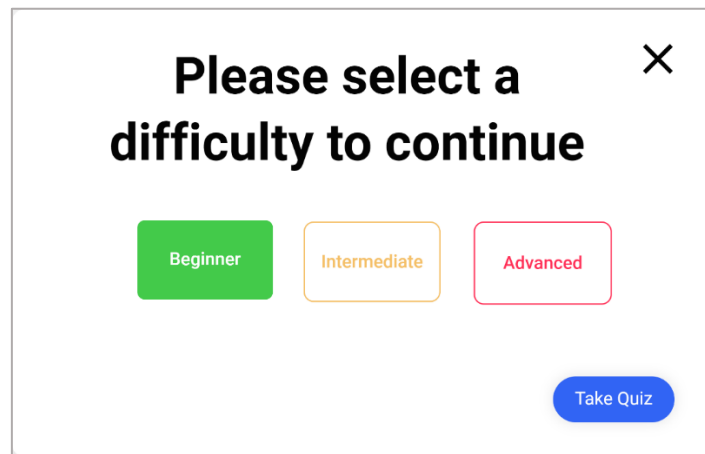 Please select a
difficulty to continue
Beginner
Intermediate
Advanced
Take Quiz